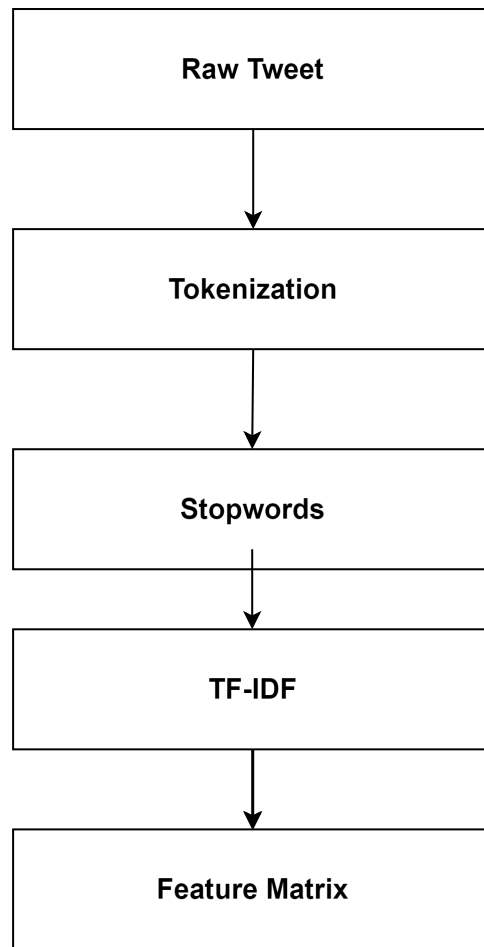 Raw Tweet
Tokenization
Stopwords
TF-IDF
Feature Matrix